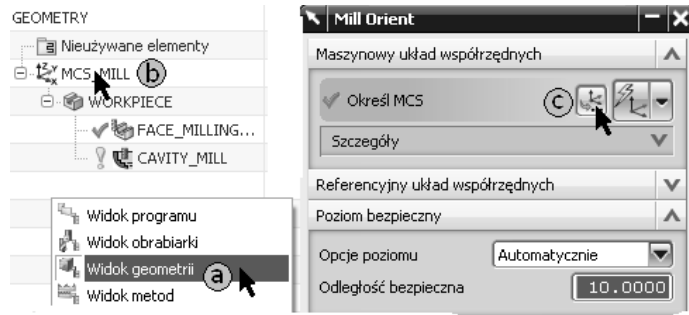 GEOMETRY
Nieużywane elementy
MCS_MILL b
WORKPIECE
FACE_MILLING...
CAVITY_MILL
Widok programu
Widok obrabiarki
Widok geometrii a
Widok metod
Mill Orient
Maszynowy układ współrzędnych
Określ MCS c
Szczegóły
Referencyjny układ współrzędnych
Poziom bezpieczny
Opcje poziomu Automatycznie
Odległość bezpieczna 10.0000